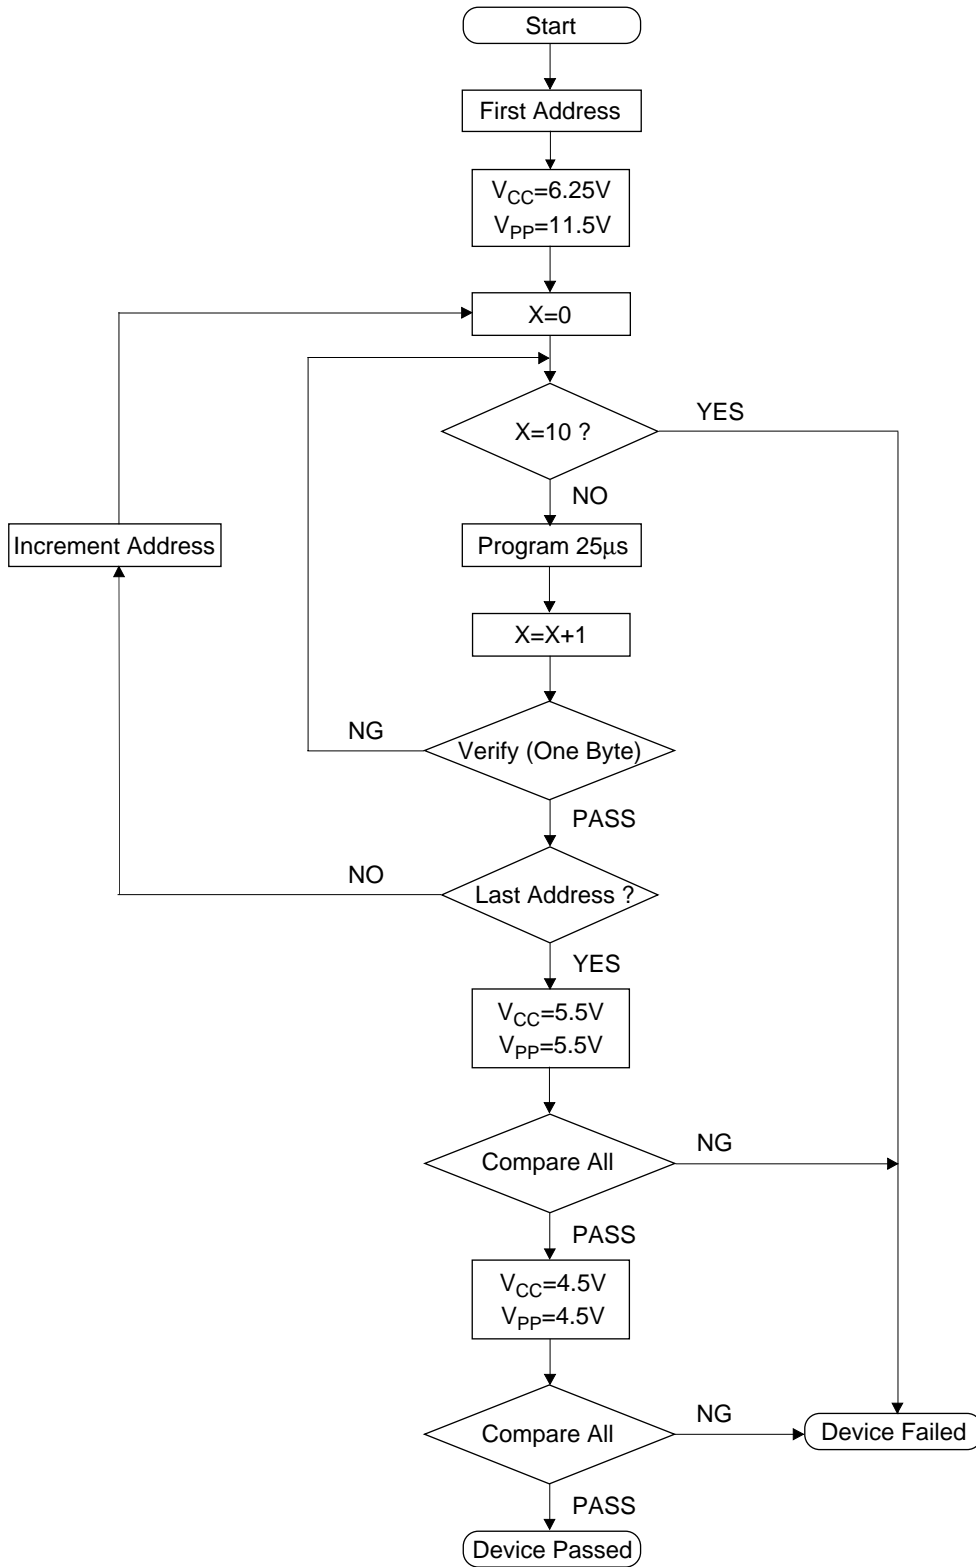 Start
First Address
VCC=6.25V
VPP=11.5V
X=0
X=10 ?
YES
NO
Increment Address
Program 25μs
X=X+1
NG
Verify (One Byte)
PASS
NO
Last Address ?
YES
VCC=5.5V
VPP=5.5V
NG
Compare All
PASS
VCC=4.5V
VPP=4.5V
NG
Compare All
Device Failed
PASS
Device Passed